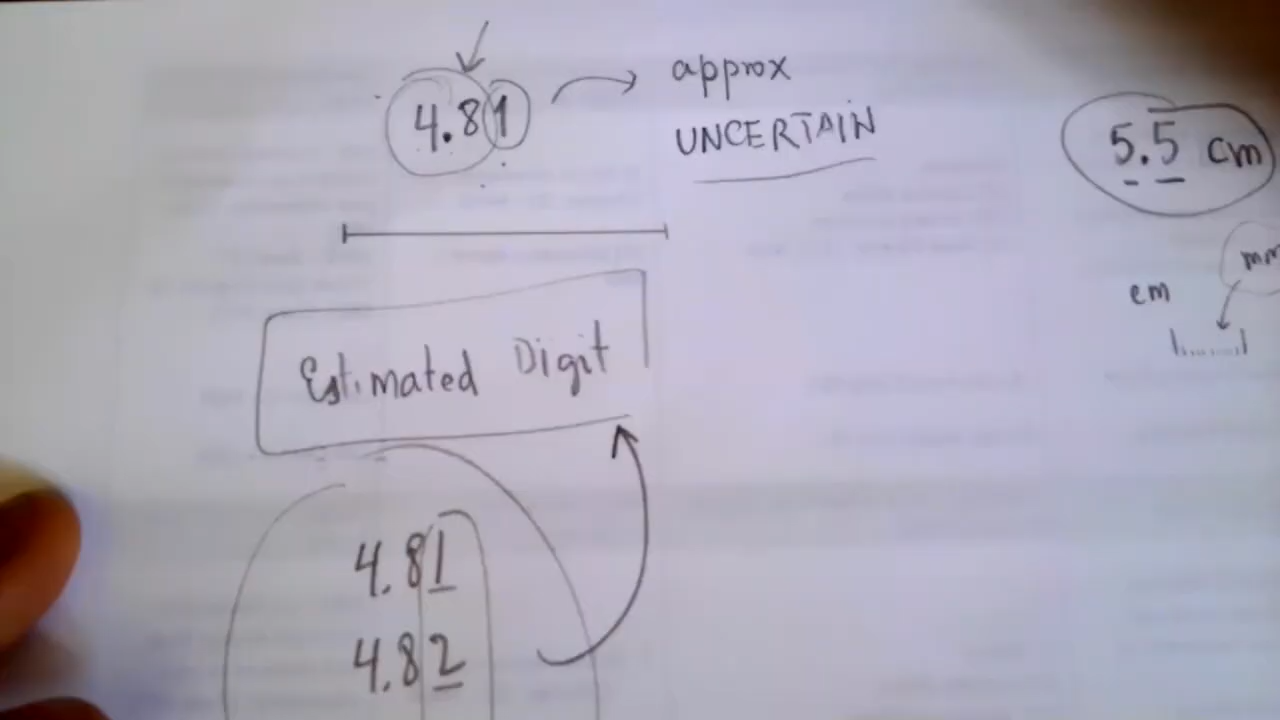 4.81
approx
UNCERTAIN
5.5 cm
cm
Estimated Digit
4.81
4.82